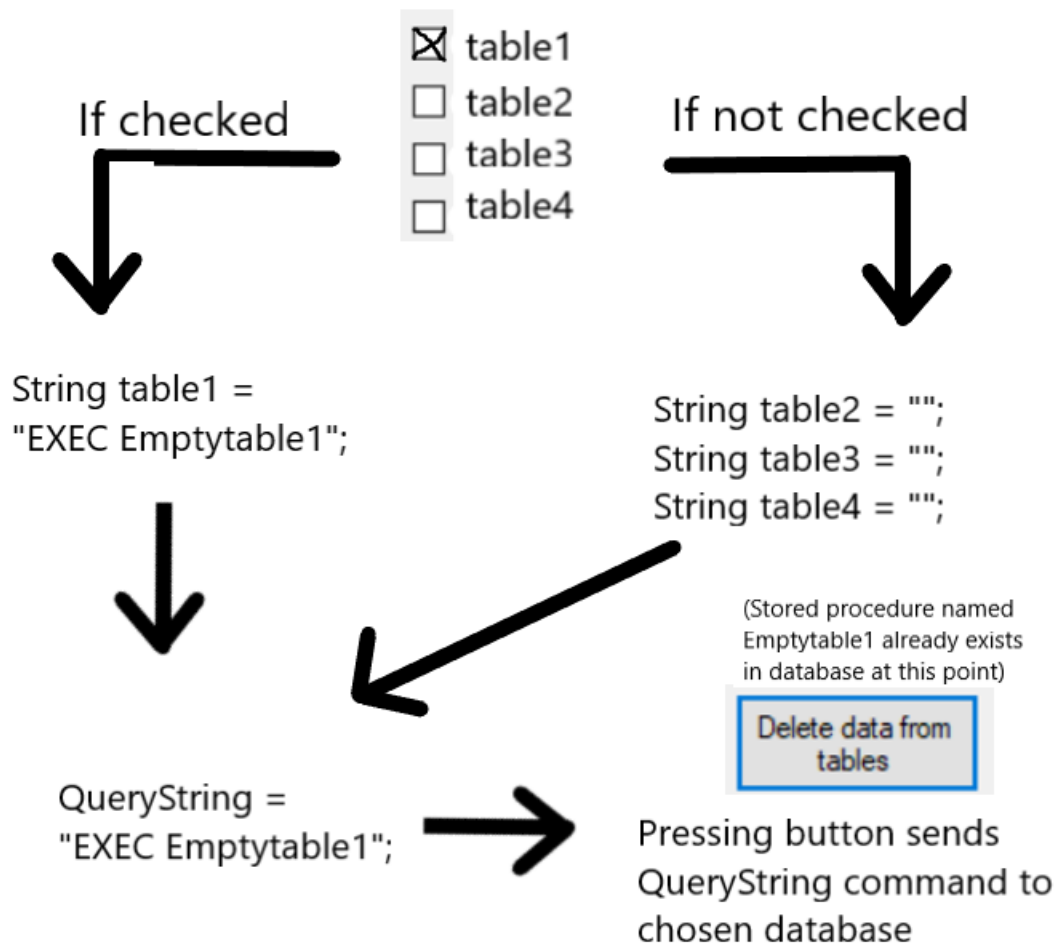 table1
table2
table3
table4
If checked
If not checked
String table1 =
"EXEC Emptytable1";
String table2 = "";
String table3 = "";
String table4 = "";
(Stored procedure named
Emptytable1 already exists
in database at this point)
Delete data from
tables
QueryString =
"EXEC Emptytable1";
Pressing button sends
QueryString command to
chosen database